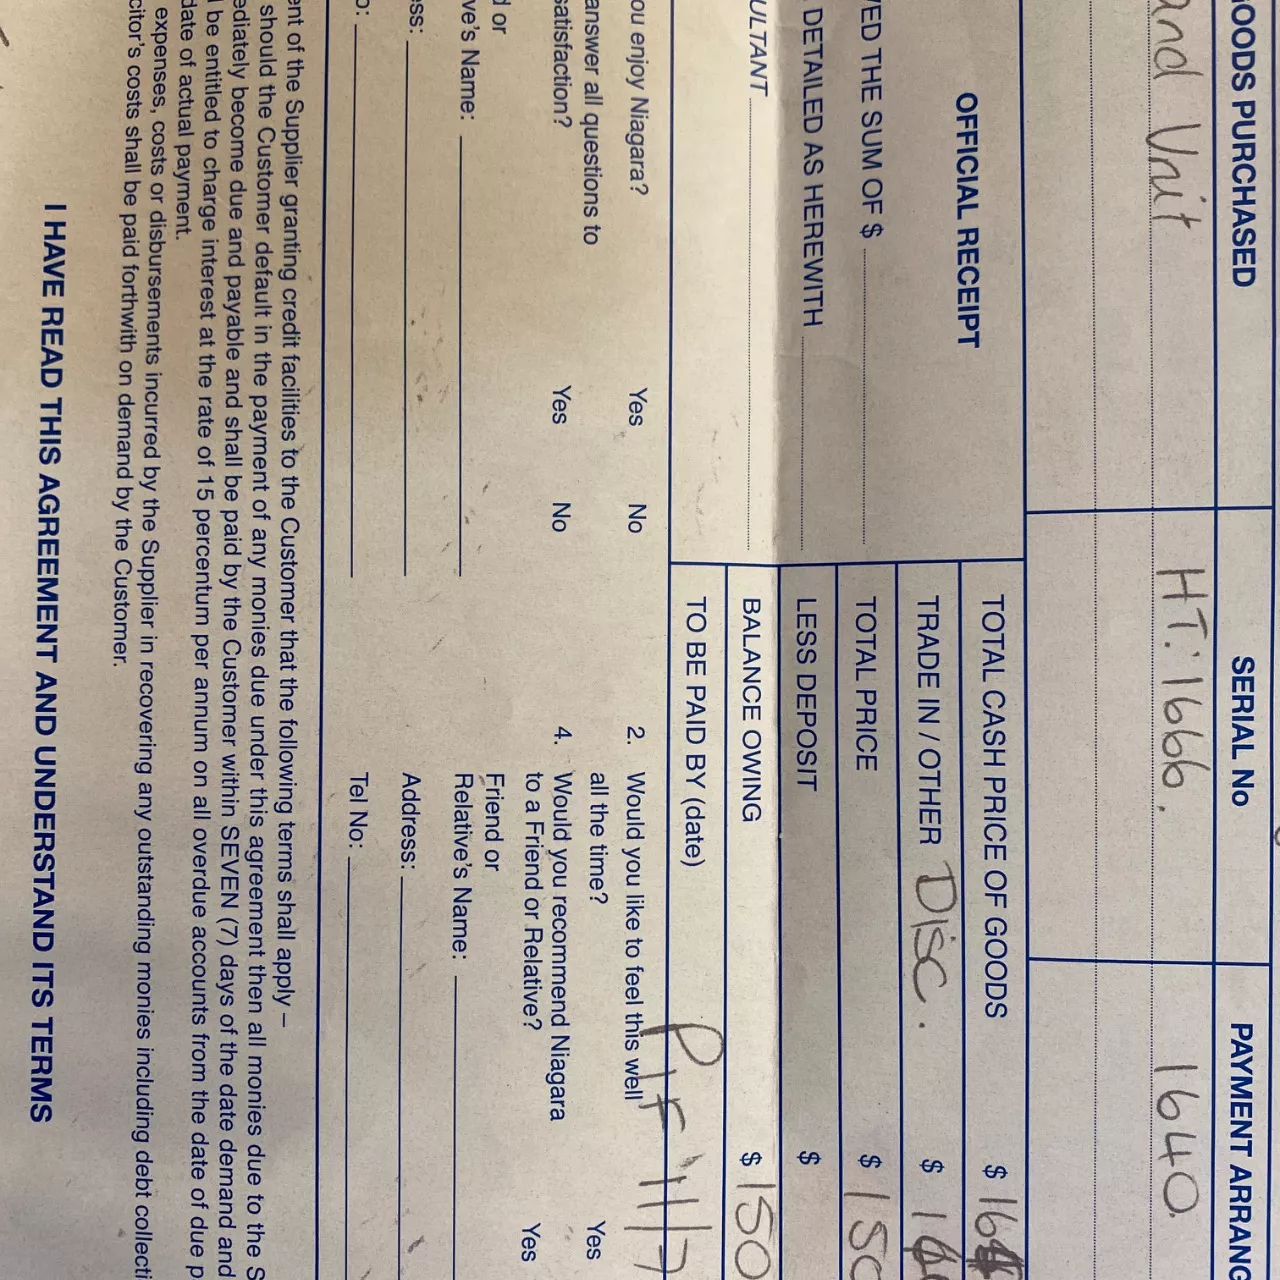 GOODS PURCHASED
SERIAL No
PAYMENT ARRANG
and Unit
HT. 1666.
1640.
OFFICIAL RECEIPT
TOTAL CASH PRICE OF GOODS $
TRADE IN / OTHER Disc. $
VED THE SUM OF $
TOTAL PRICE $ 150
DETAILED AS HEREWITH
LESS DEPOSIT $
ULTANT
BALANCE OWING $ 150
TO BE PAID BY (date)
ou enjoy Niagara? Yes No
2. Would you like to feel this well
all the time? Yes
answer all questions to
satisfaction? Yes No
4. Would you recommend Niagara
to a Friend or Relative? Yes
d or
ve's Name:
Friend or
Relative's Name:
ess:
Address:
o:
Tel No:
ent of the Supplier granting credit facilities to the Customer that the following terms shall apply –
should the Customer default in the payment of any monies due under this agreement then all monies due to the S
ediately become due and payable and shall be paid by the Customer within SEVEN (7) days of the date demand and
l be entitled to charge interest at the rate of 15 percentum per annum on all overdue accounts from the date of due p
date of actual payment.
expenses, costs or disbursements incurred by the Supplier in recovering any outstanding monies including debt collecti
citor's costs shall be paid forthwith on demand by the Customer.
I HAVE READ THIS AGREEMENT AND UNDERSTAND ITS TERMS